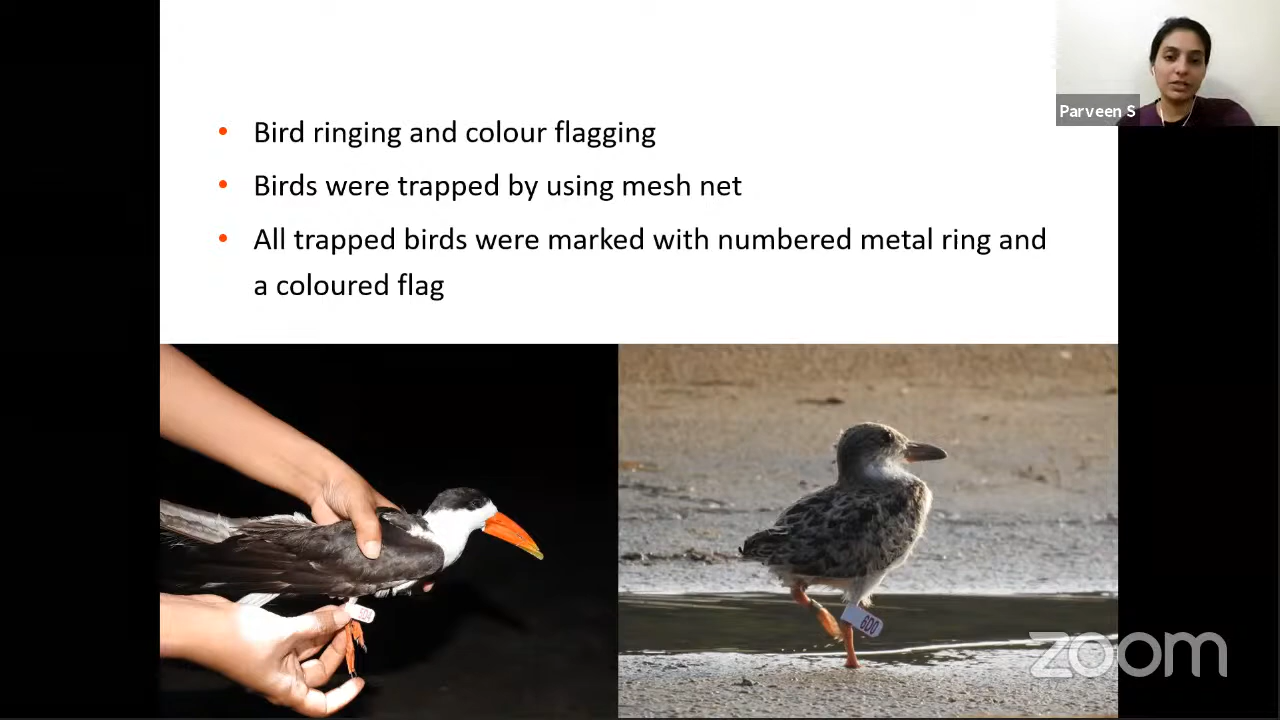 Parveen S
• Bird ringing and colour flagging
• Birds were trapped by using mesh net
• All trapped birds were marked with numbered metal ring and
a coloured flag
6D0
zoom